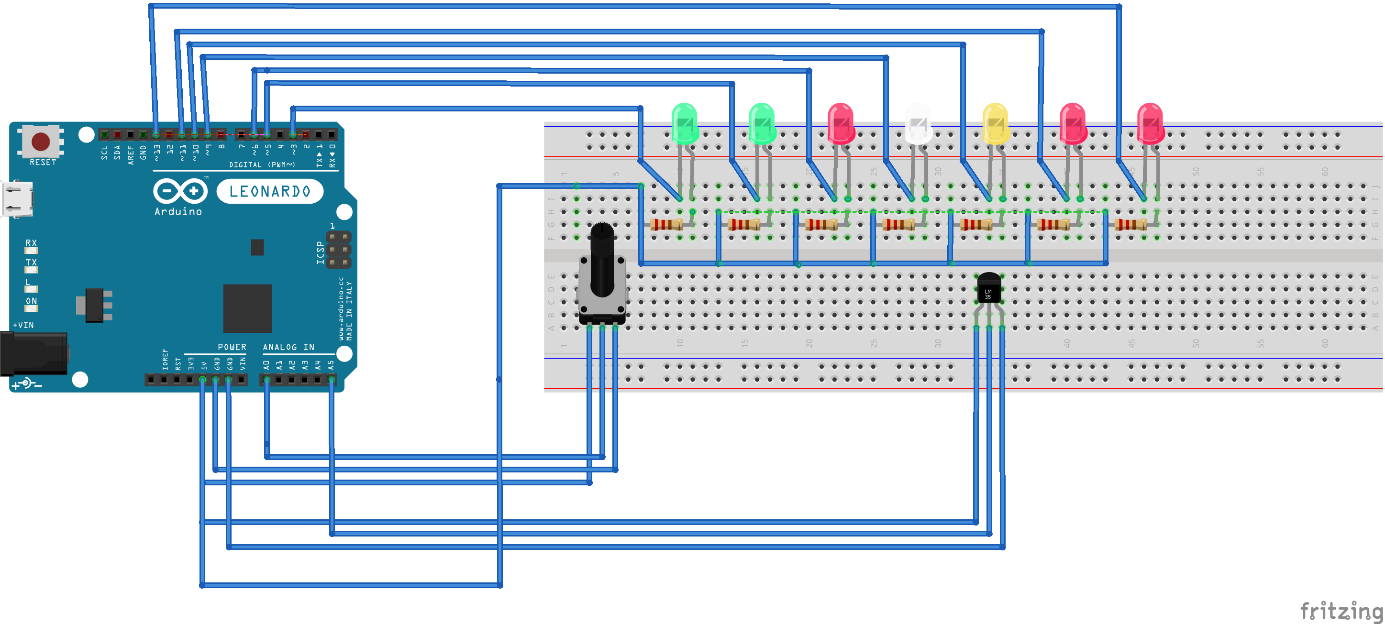 RESET
SCL
SDA
AREF
GND
~13
12
~11
~10
~9
8
7
~6
~5
4
~3
2
TX▶1
RX◀0
DIGITAL (PWM~)
LEONARDO
Arduino
1
ICSP
RX
TX
L
ON
+VIN
www.arduino.cc
MADE IN ITALY
POWER
ANALOG IN
IOREF
RST
3V3
5V
GND
GND
VIN
A0
A1
A2
A3
A4
A5
1
5
10
15
20
25
30
35
40
45
50
55
60
J
I
H
G
F
E
D
C
B
A
LM
35
fritzing